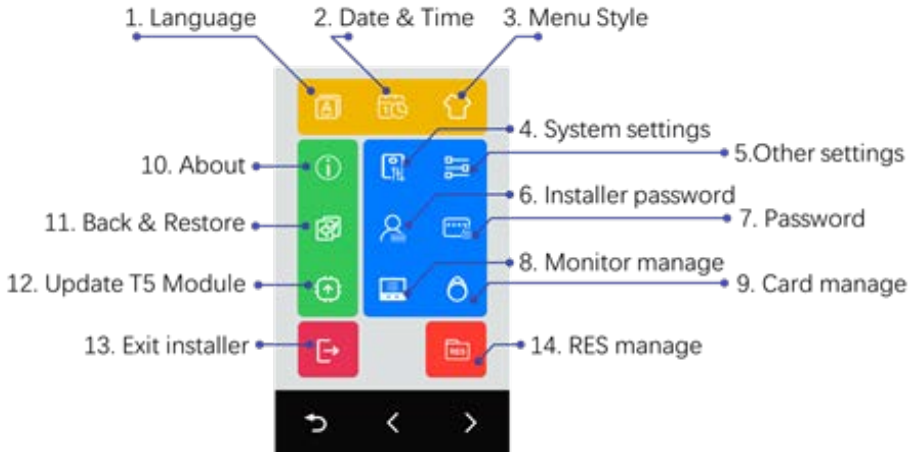 1. Language
2. Date & Time
3. Menu Style
4. System settings
10. About
5.Other settings
6. Installer password
11. Back & Restore
7. Password
8. Monitor manage
12. Update T5 Module
9. Card manage
13. Exit installer
14. RES manage
A
1
RES